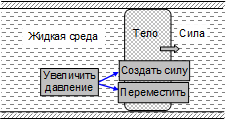 Жидкая среда
Тело
Сила
Увеличить
давление
Создать силу
Переместить